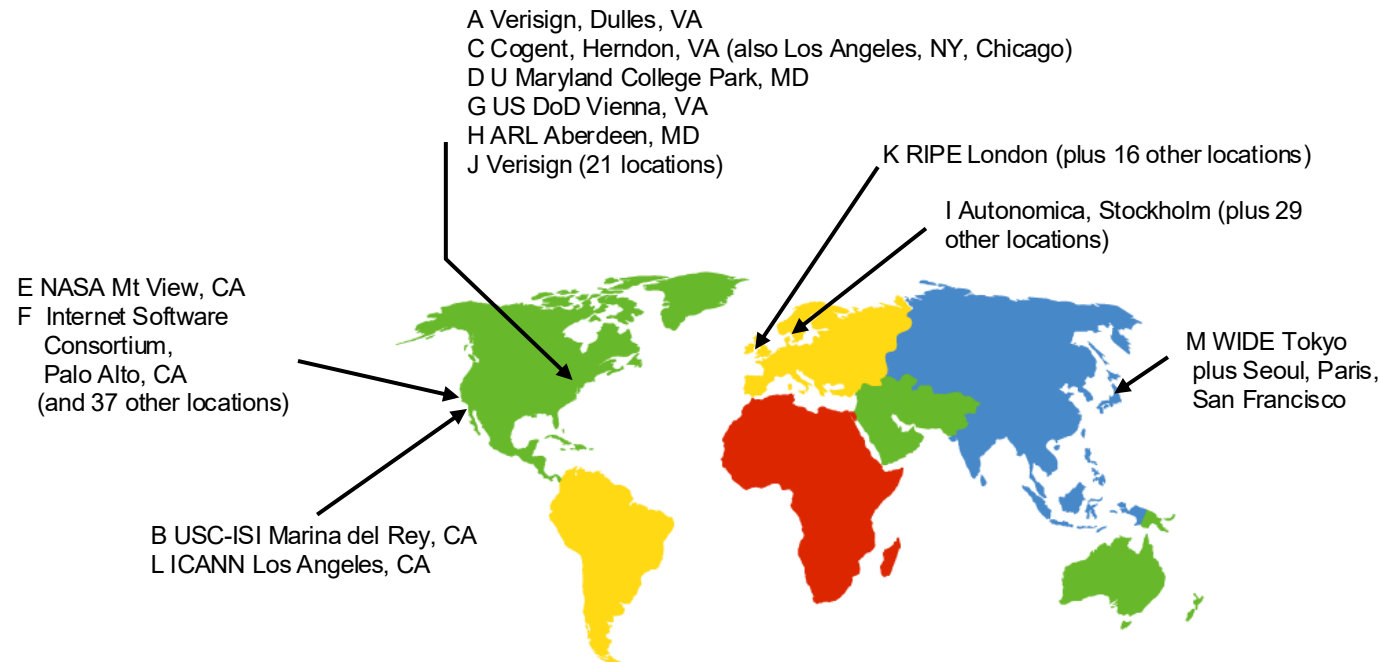 A Verisign, Dulles, VA
C Cogent, Herndon, VA (also Los Angeles, NY, Chicago)
D U Maryland College Park, MD
G US DoD Vienna, VA
H ARL Aberdeen, MD
J Verisign (21 locations)
K RIPE London (plus 16 other locations)
I Autonomica, Stockholm (plus 29
other locations)
E NASA Mt View, CA
F Internet Software
Consortium,
Palo Alto, CA
(and 37 other locations)
M WIDE Tokyo
plus Seoul, Paris,
San Francisco
B USC-ISI Marina del Rey, CA
L ICANN Los Angeles, CA